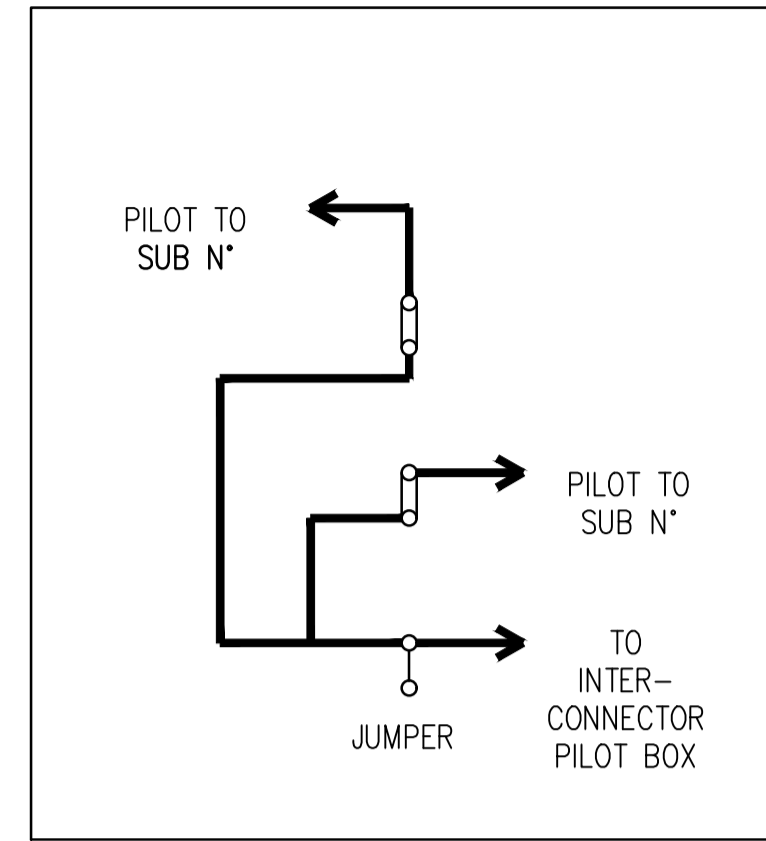 PILOT TO
SUB N°
PILOT TO
SUB N°
TO
INTER-
CONNECTOR
PILOT BOX
JUMPER